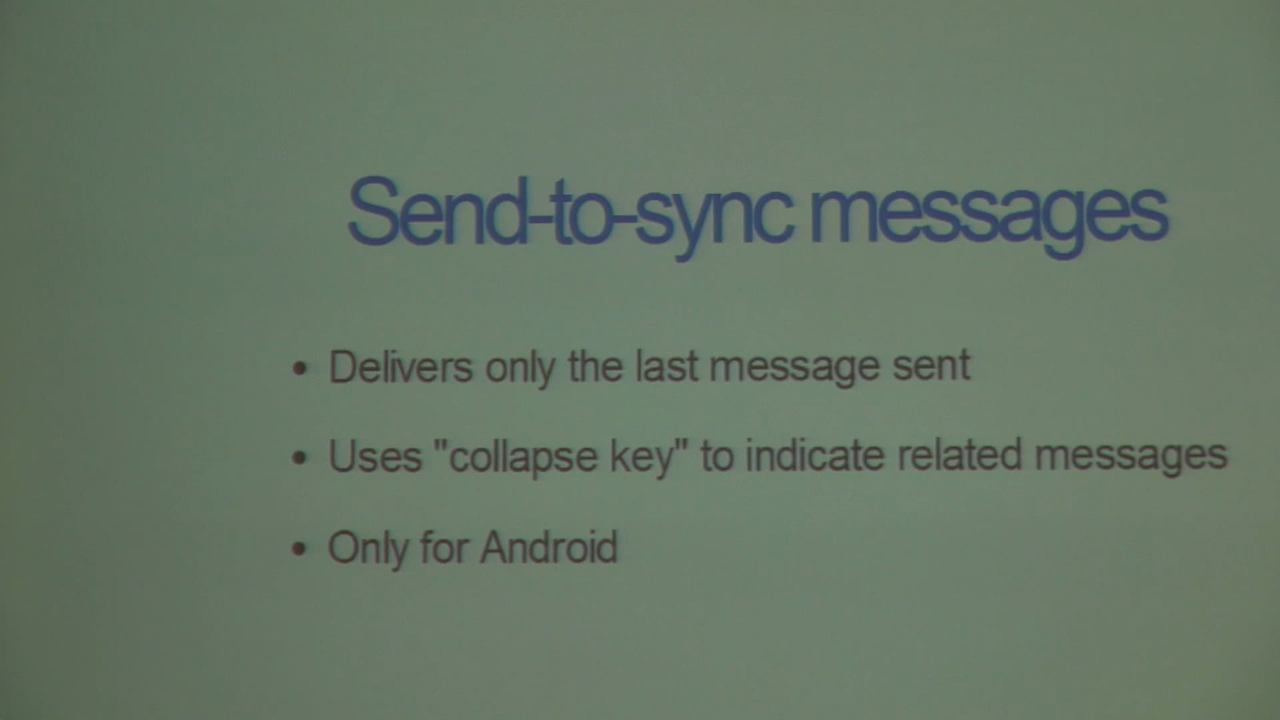 Send-to-sync messages
• Delivers only the last message sent
• Uses "collapse key" to indicate related messages
• Only for Android